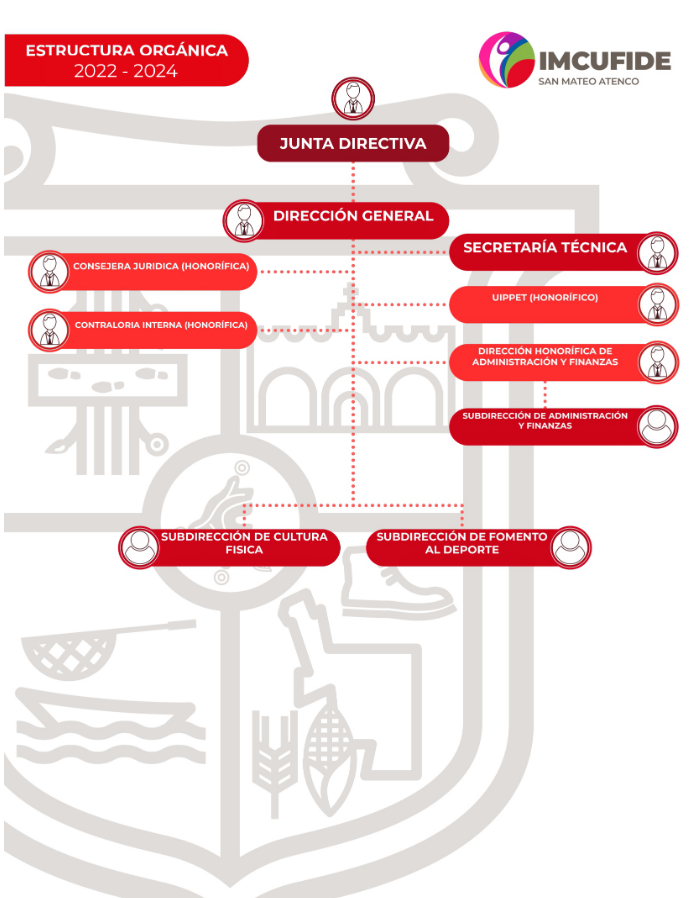 ESTRUCTURA ORGÁNICA
2022 - 2024
IMCUFIDE
SAN MATEO ATENCO
JUNTA DIRECTIVA
DIRECCIÓN GENERAL
SECRETARÍA TÉCNICA
CONSEJERA JURIDICA (HONORÍFICA)
UIPPET (HONORÍFICO)
CONTRALORIA INTERNA (HONORÍFICA)
DIRECCIÓN HONORÍFICA DE
ADMINISTRACIÓN Y FINANZAS
SUBDIRECCIÓN DE ADMINISTRACIÓN
Y FINANZAS
SUBDIRECCIÓN DE CULTURA
FISICA
SUBDIRECCIÓN DE FOMENTO
AL DEPORTE